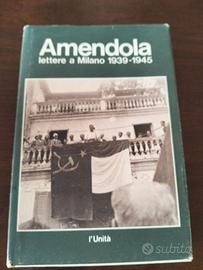 Amendola
lettere a Milano 1939-1945
l'Unità
subito